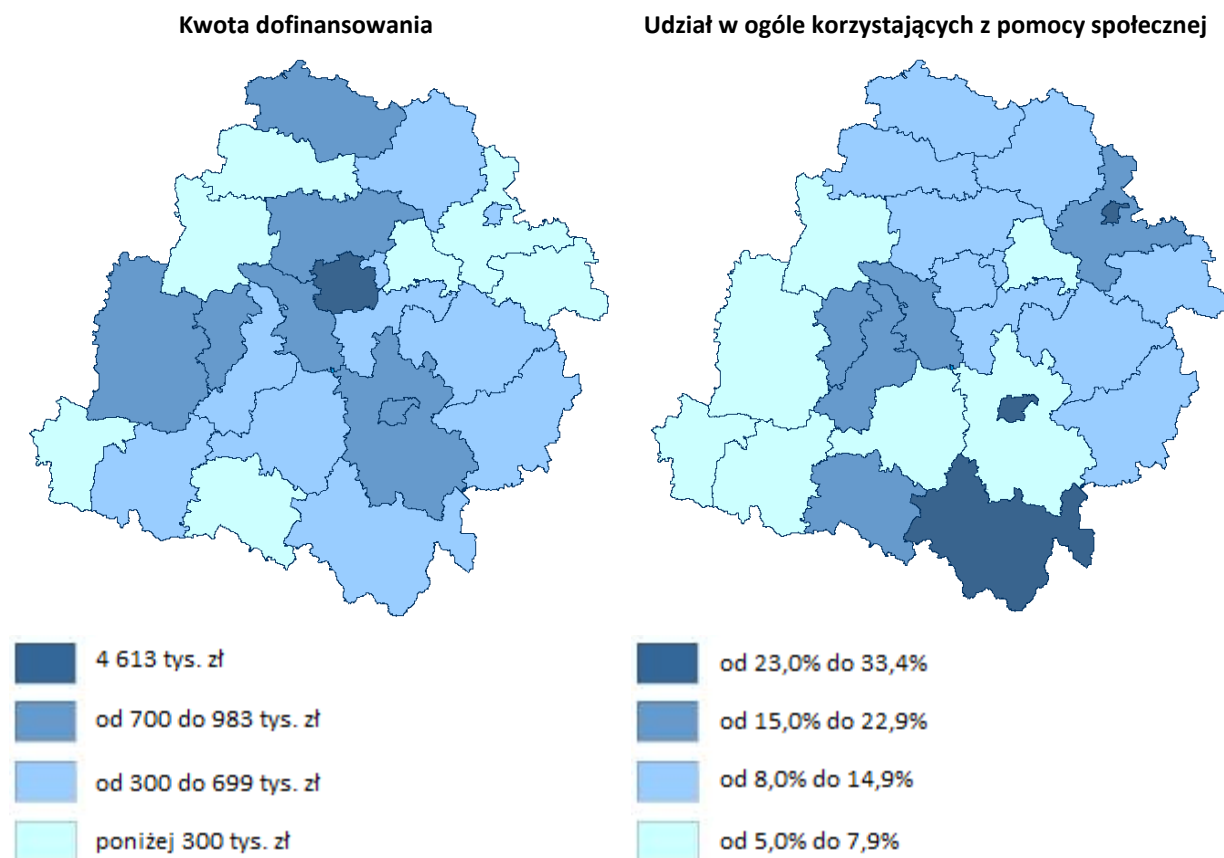 Kwota dofinansowania
4 613 tys. zł
od 700 do 983 tys. zł
od 300 do 699 tys. zł
poniżej 300 tys. zł
Udział w ogóle korzystających z pomocy społecznej
od 23,0% do 33,4%
od 15,0% do 22,9%
od 8,0% do 14,9%
od 5,0% do 7,9%